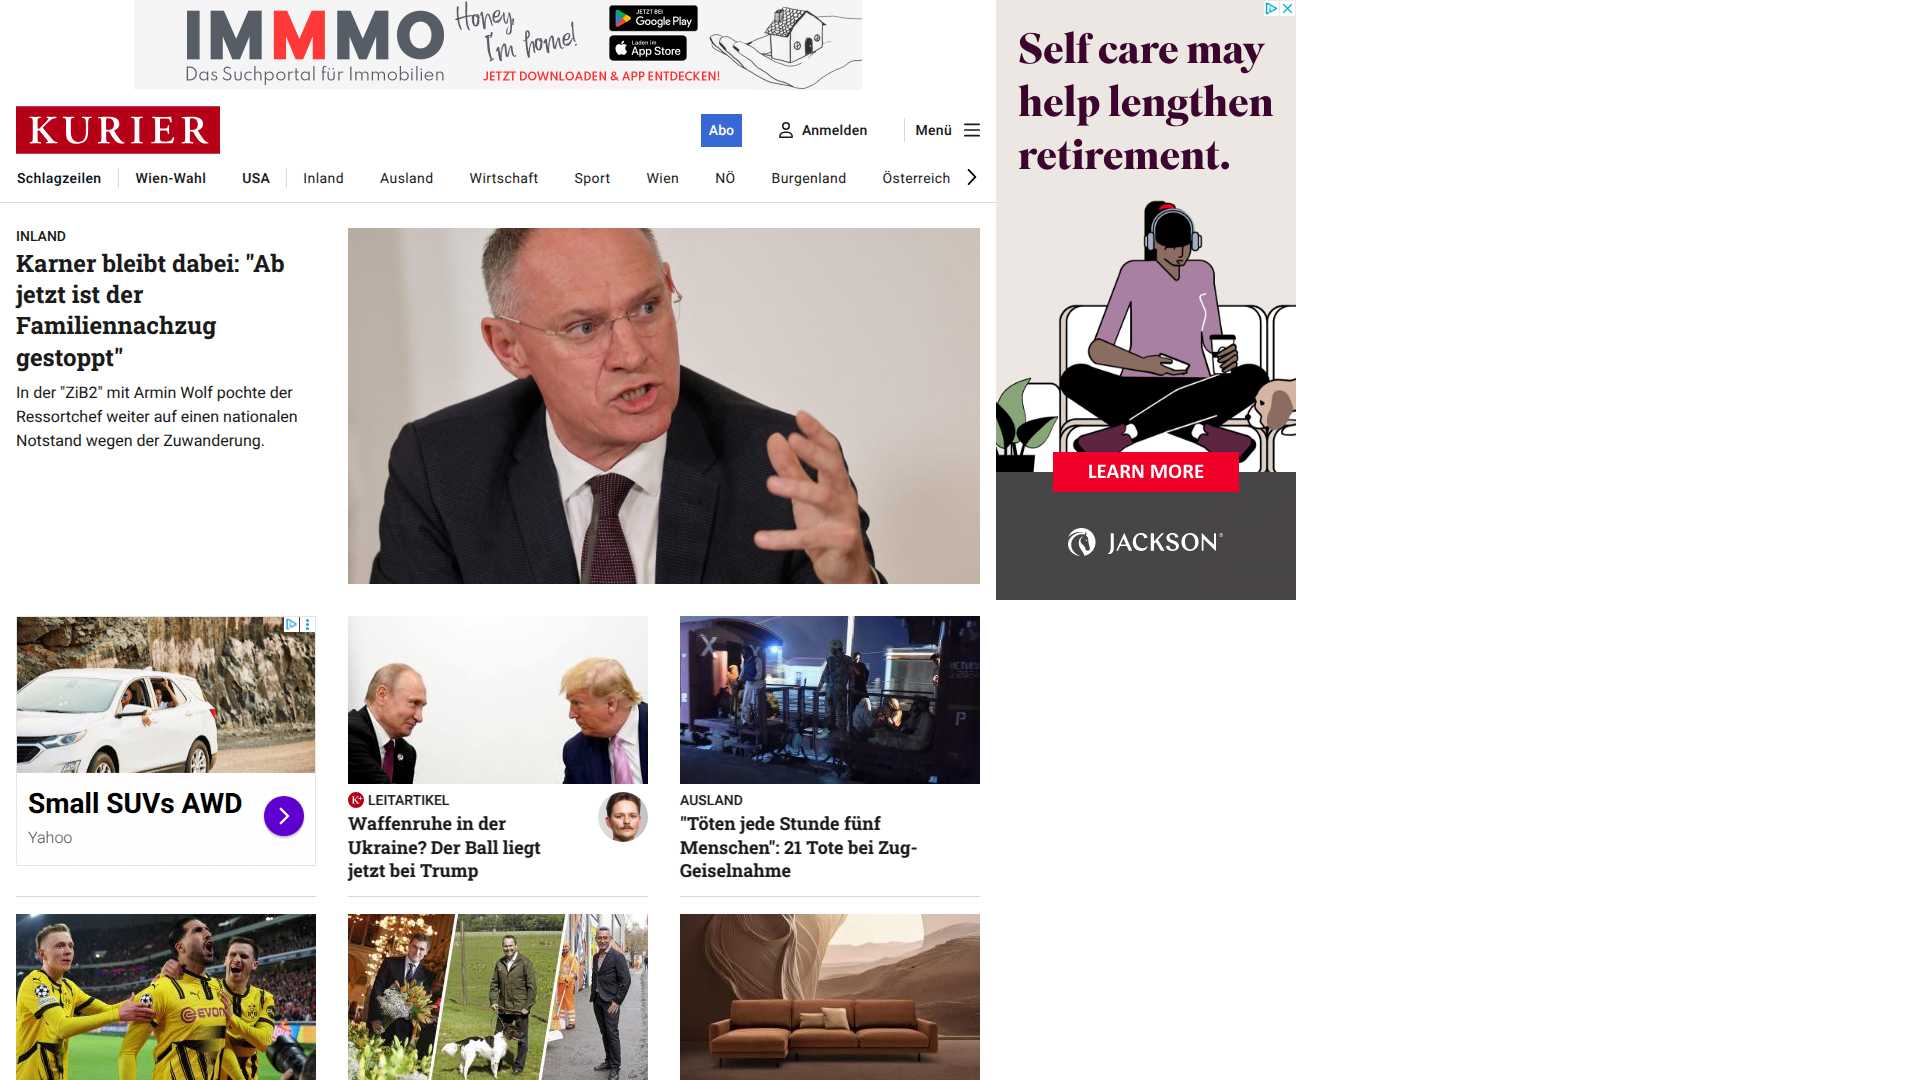 IMMMO
Das Suchportal für Immobilien
Honey,
I'm home!
JETZT BEI
Google Play
Laden im
App Store
JETZT DOWNLOADEN & APP ENTDECKEN!
KURIER
Abo
Anmelden
Menü
Schlagzeilen
Wien-Wahl
USA
Inland
Ausland
Wirtschaft
Sport
Wien
NÖ
Burgenland
Österreich
INLAND
Karner bleibt dabei: "Ab
jetzt ist der
Familiennachzug
gestoppt"
In der "ZiB2" mit Armin Wolf pochte der
Ressortchef weiter auf einen nationalen
Notstand wegen der Zuwanderung.
Self care may
help lengthen
retirement.
LEARN MORE
JACKSON®
Small SUVs AWD
Yahoo
K+ LEITARTIKEL
Waffenruhe in der
Ukraine? Der Ball liegt
jetzt bei Trump
X
P
AUSLAND
"Töten jede Stunde fünf
Menschen": 21 Tote bei Zug-
Geiselnahme
EVON